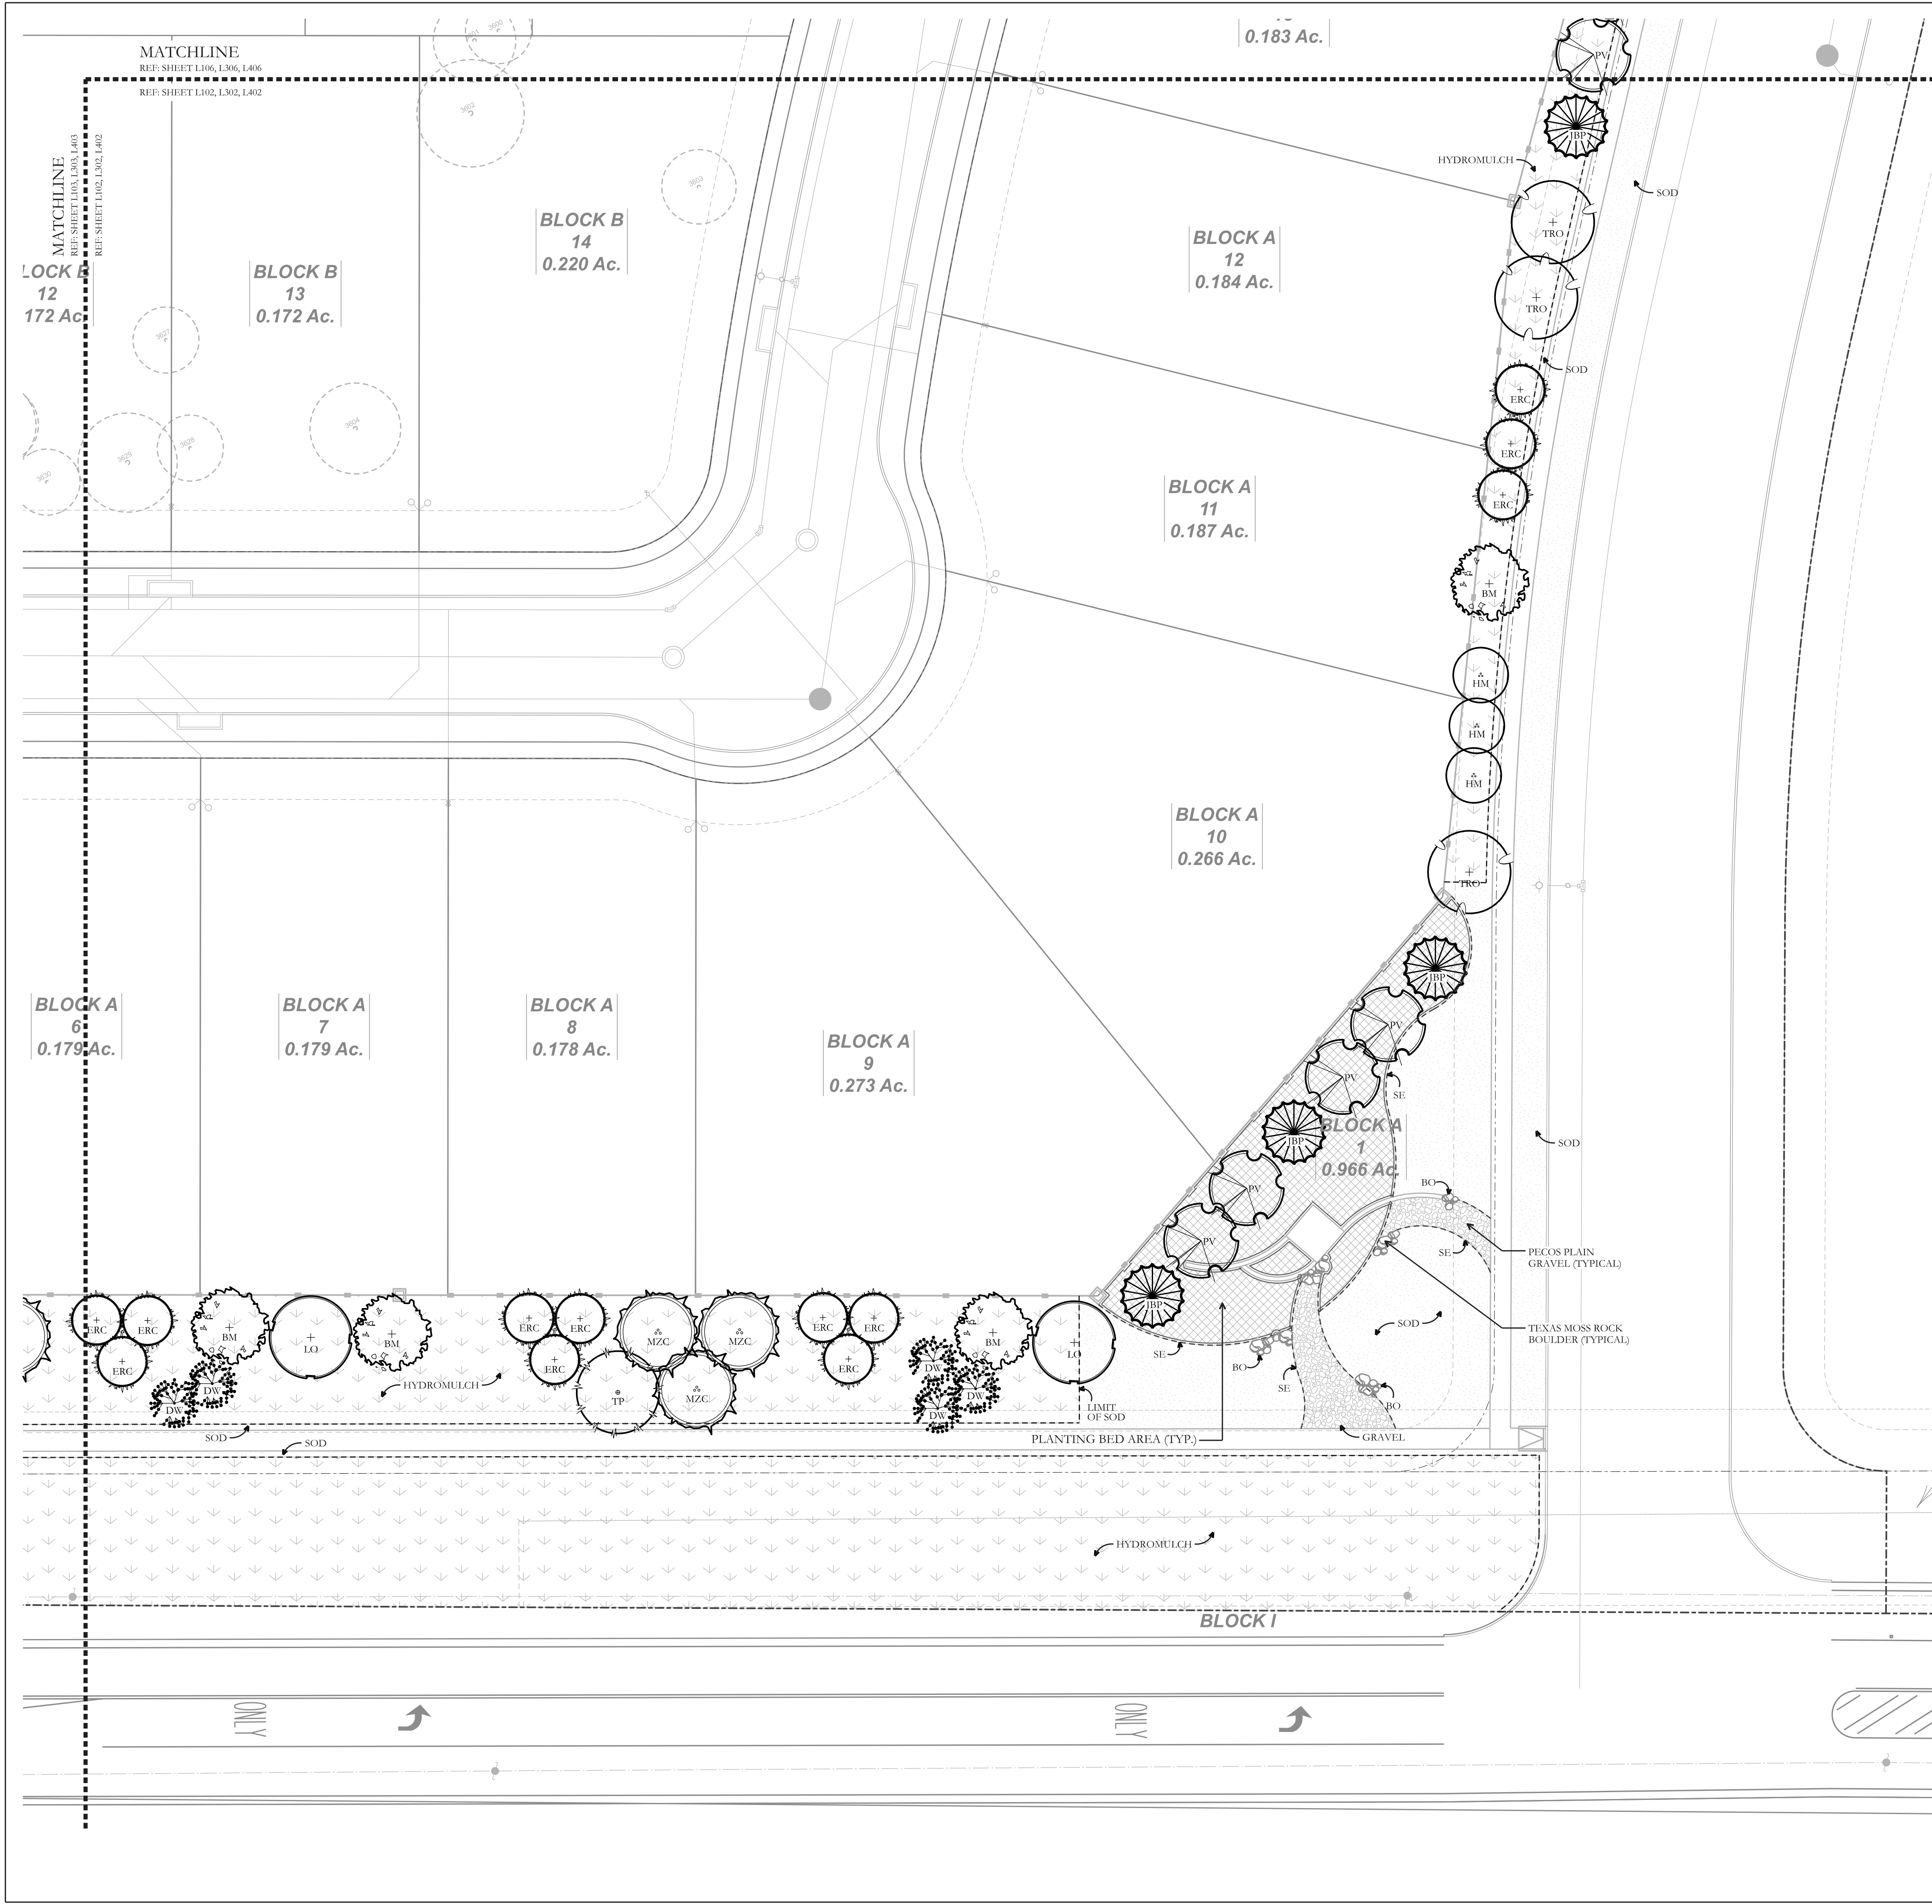 MATCHLINE
REF: SHEET L106, L306, L406
REF: SHEET L102, L302, L402
MATCHLINE
REF: SHEET L103, L303, L403
REF: SHEET L102, L302, L402
0.183 Ac.
PV
JBP
HYDROMULCH
SOD
TRO
TRO
SOD
ERC
ERC
ERC
BM
HM
HM
HM
TRO
3600
3602
3603
3627
3604
3628
3629
3630
BLOCK B
14
0.220 Ac.
BLOCK B
13
0.172 Ac.
LOCK B
12
172 Ac.
BLOCK A
12
0.184 Ac.
BLOCK A
11
0.187 Ac.
BLOCK A
10
0.266 Ac.
BLOCK A
6
0.179 Ac.
BLOCK A
7
0.179 Ac.
BLOCK A
8
0.178 Ac.
BLOCK A
9
0.273 Ac.
JBP
PV
PV
SE
JBP
BLOCK A
1
0.966 Ac.
PV
PV
JBP
SOD
BO
SE
PECOS PLAIN
GRAVEL (TYPICAL)
SOD
TEXAS MOSS ROCK
BOULDER (TYPICAL)
SE
BO
SE
BO
GRAVEL
ERC
ERC
ERC
BM
LO
BM
DW
DW
HYDROMULCH
ERC
ERC
ERC
MZC
MZC
MZC
TP
ERC
ERC
ERC
DW
DW
DW
BM
LO
LIMIT
OF SOD
PLANTING BED AREA (TYP.)
SOD
SOD
HYDROMULCH
BLOCK I
ONLY
ONLY